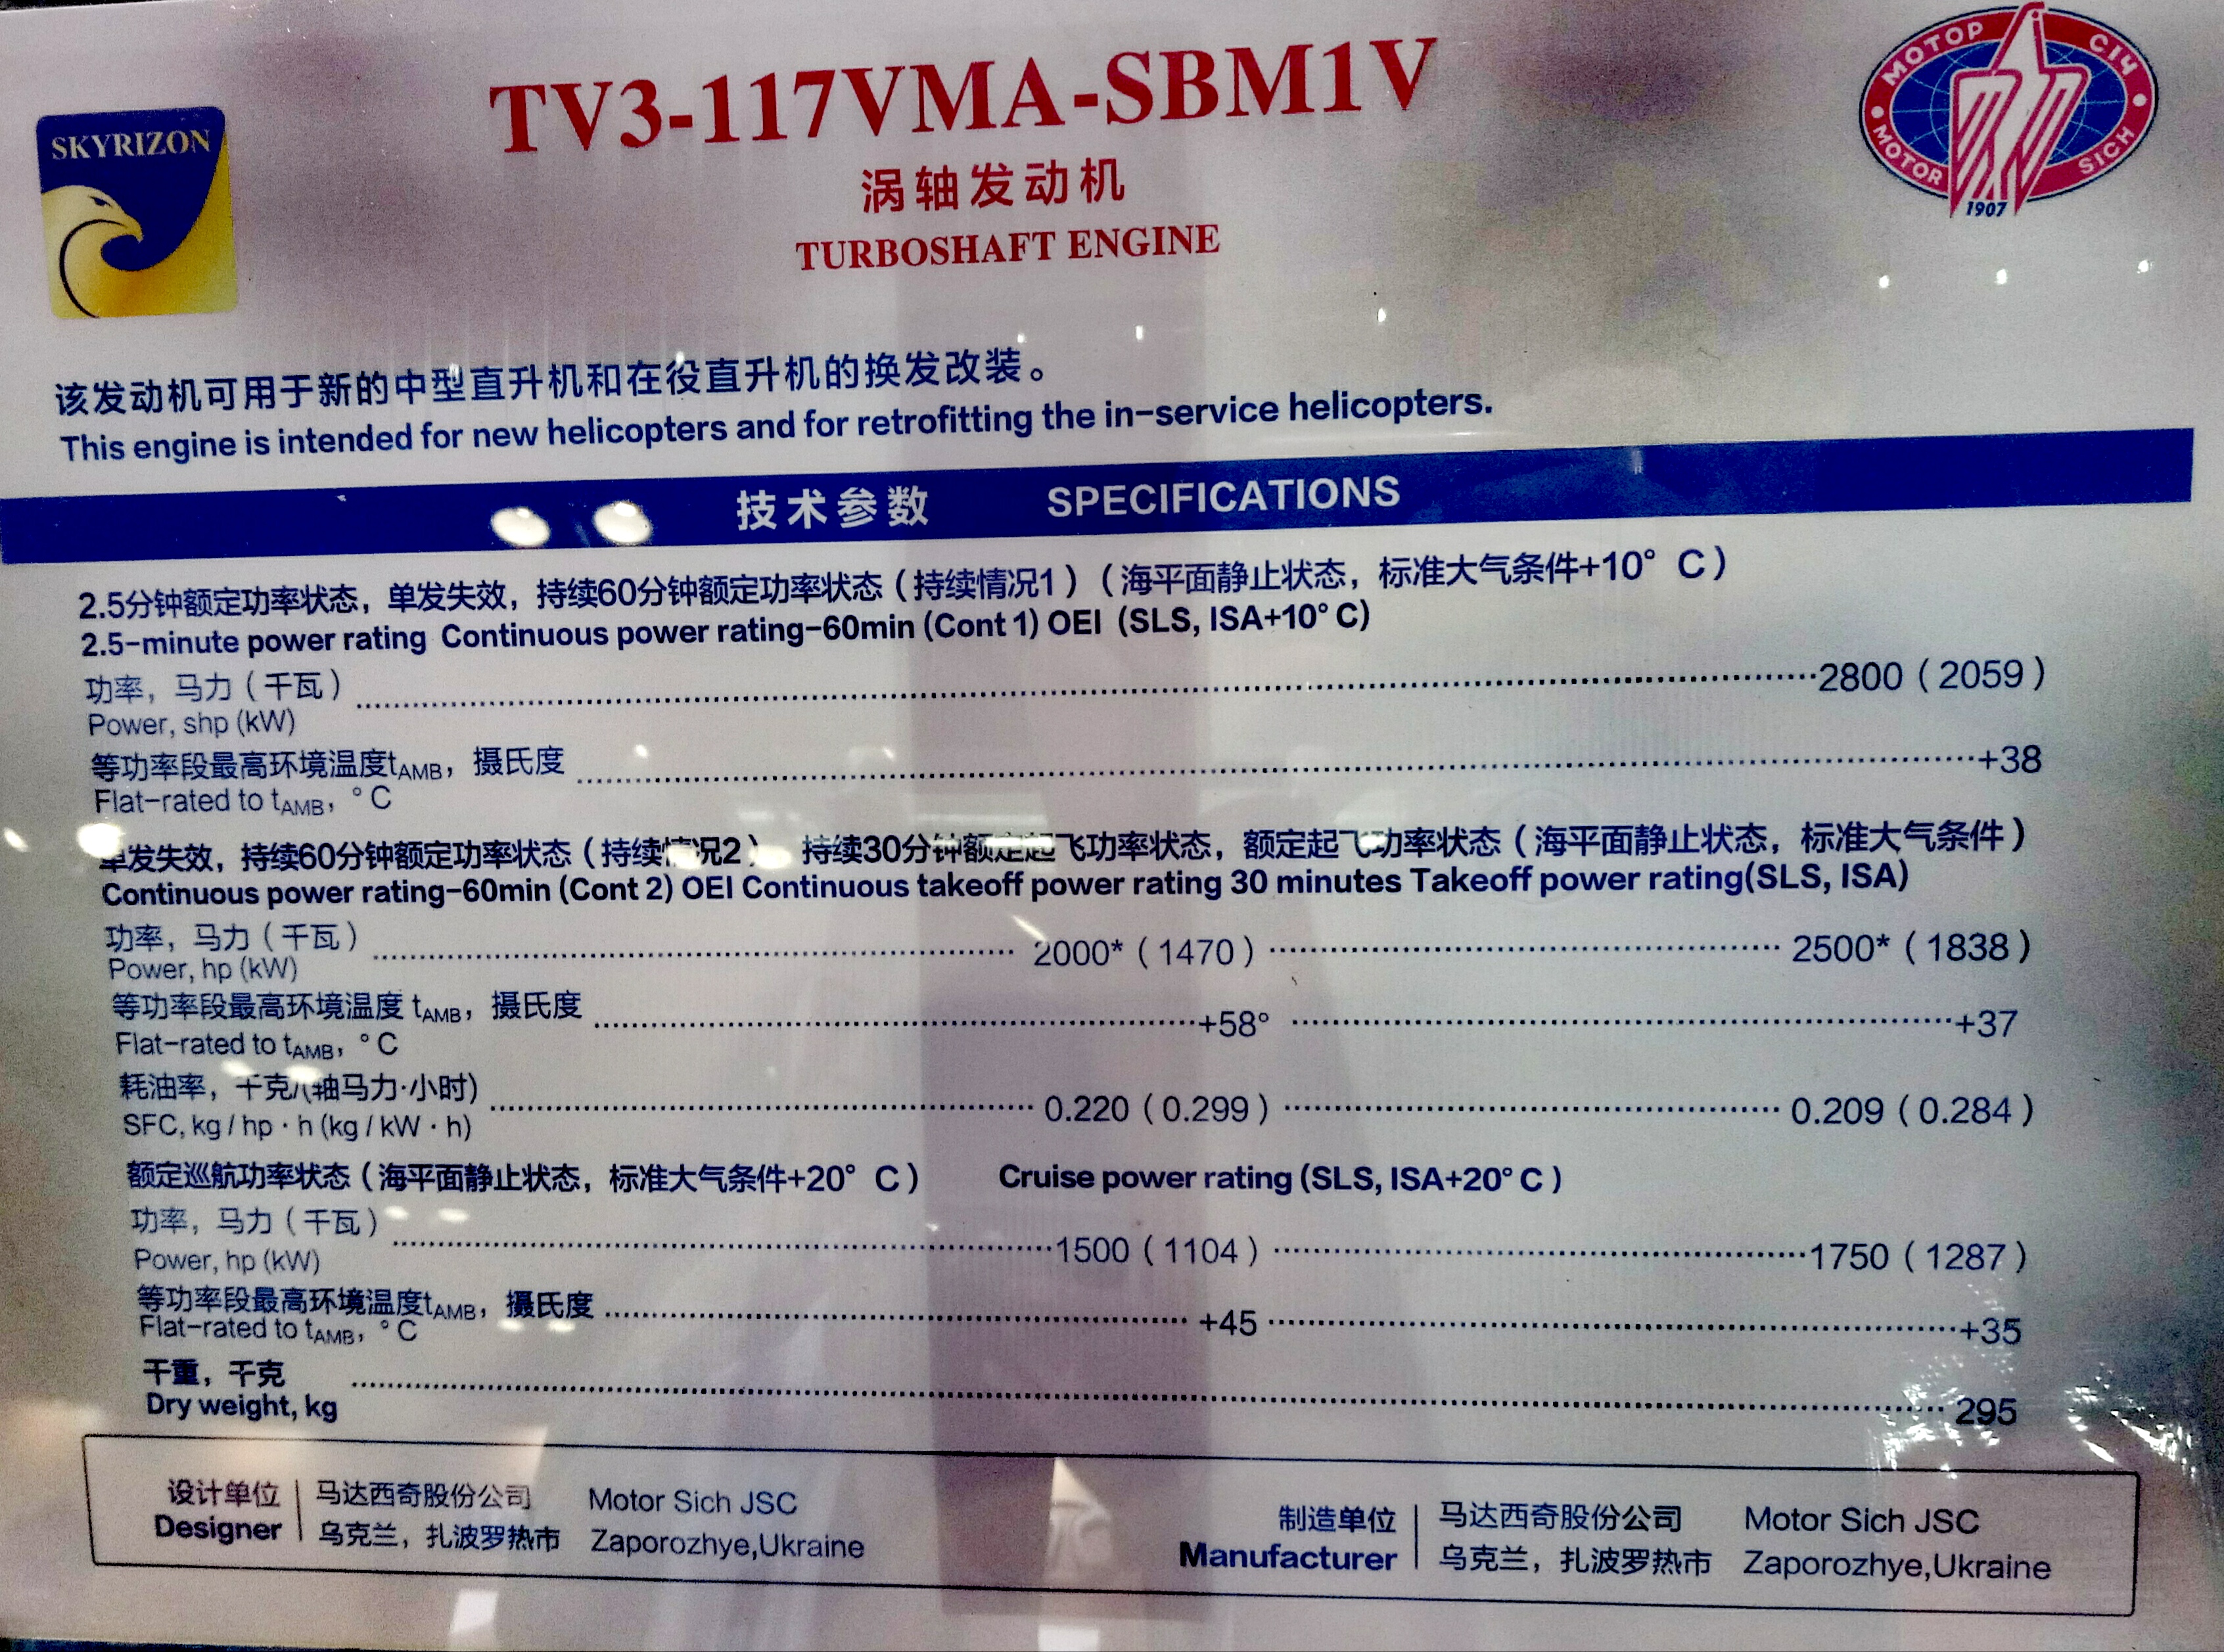 SKYRIZON
TV3-117VMA-SBM1V
涡轴发动机
TURBOSHAFT ENGINE
МОТОР СІЧ
MOTOR SICH
1907
该发动机可用于新的中型直升机和在役直升机的换发改装。
This engine is intended for new helicopters and for retrofitting the in-service helicopters.
技术参数 SPECIFICATIONS
2.5分钟额定功率状态，单发失效，持续60分钟额定功率状态（持续情况1）（海平面静止状态，标准大气条件+10° C）
2.5-minute power rating Continuous power rating-60min (Cont 1) OEI (SLS, ISA+10° C)
功率，马力（千瓦）
Power, shp (kW) 2800（2059）
等功率段最高环境温度tAMB，摄氏度
Flat-rated to tAMB, °C +38
单发失效，持续60分钟额定功率状态（持续情况2） 持续30分钟额定起飞功率状态，额定起飞功率状态（海平面静止状态，标准大气条件）
Continuous power rating-60min (Cont 2) OEI Continuous takeoff power rating 30 minutes Takeoff power rating(SLS, ISA)
功率，马力（千瓦）
Power, hp (kW) 2000*（1470） 2500*（1838）
等功率段最高环境温度 tAMB，摄氏度
Flat-rated to tAMB, °C +58° +37
耗油率，千克/(轴马力·小时)
SFC, kg / hp · h (kg / kW · h) 0.220（0.299） 0.209（0.284）
额定巡航功率状态（海平面静止状态，标准大气条件+20° C） Cruise power rating (SLS, ISA+20° C )
功率，马力（千瓦）
Power, hp (kW) 1500（1104） 1750（1287）
等功率段最高环境温度tAMB，摄氏度
Flat-rated to tAMB, °C +45 +35
干重，千克
Dry weight, kg 295
设计单位 马达西奇股份公司 Motor Sich JSC
Designer 乌克兰，扎波罗热市 Zaporozhye,Ukraine
制造单位 马达西奇股份公司 Motor Sich JSC
Manufacturer 乌克兰，扎波罗热市 Zaporozhye,Ukraine